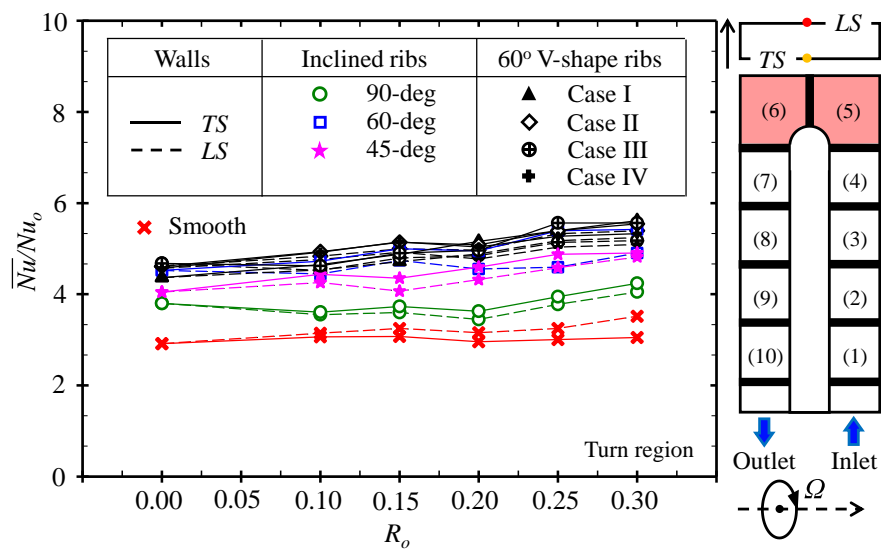 10
8
6
4
2
0
Nu/Nuo
Walls Inclined ribs 60o V-shape ribs
TS
LS
90-deg
60-deg
45-deg
Case I
Case II
Case III
Case IV
Smooth
Turn region
0.00 0.05 0.10 0.15 0.20 0.25 0.30
Ro
LS
TS
(6) (5)
(7) (4)
(8) (3)
(9) (2)
(10) (1)
Outlet Inlet
Ω